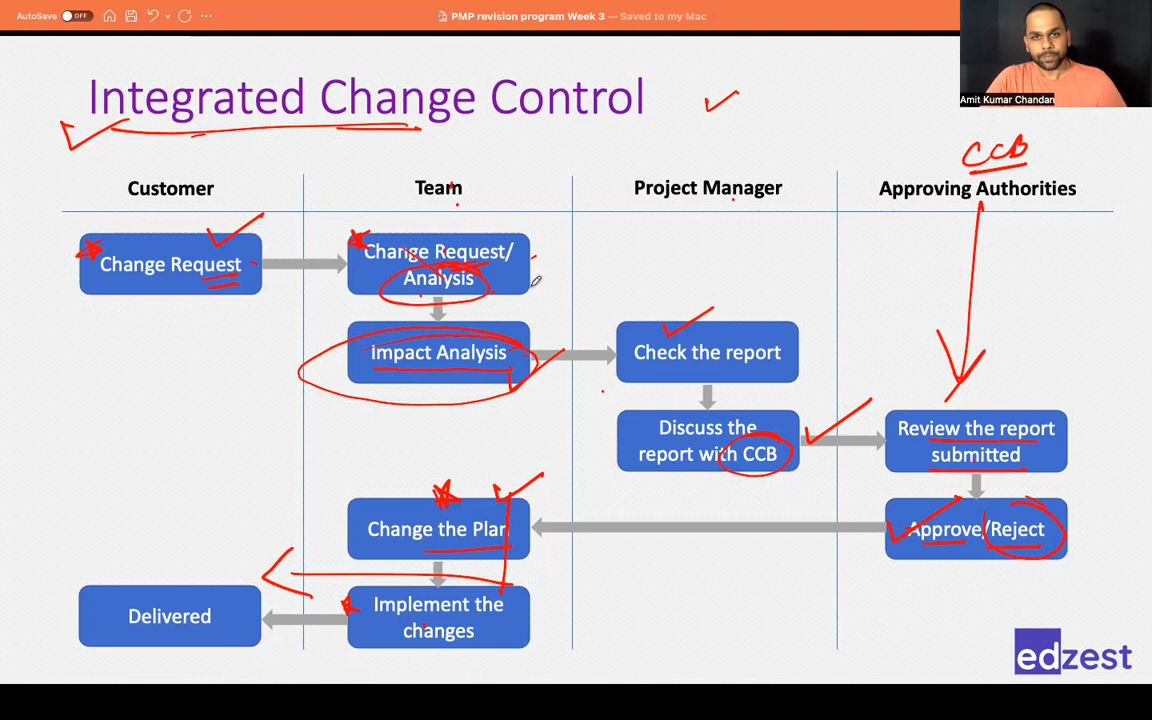 AutoSave OFF
PMP revision program Week 3 — Saved to my Mac
Amit Kumar Chandan
Integrated Change Control
CCB
Customer
Team
Project Manager
Approving Authorities
Change Request
Change Request/
Analysis
Impact Analysis
Check the report
Discuss the
report with CCB
Review the report
submitted
Approve/Reject
Change the Plan
Implement the
changes
Delivered
edzest